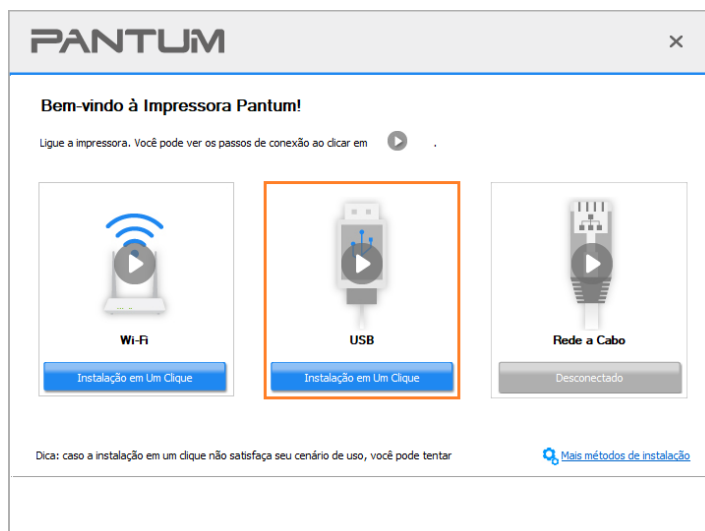 PANTUM
Bem-vindo à Impressora Pantum!
Ligue a impressora. Você pode ver os passos de conexão ao clicar em .
Wi-Fi
Instalação em Um Clique
USB
Instalação em Um Clique
Rede a Cabo
Desconectado
Dica: caso a instalação em um clique não satisfaça seu cenário de uso, você pode tentar
Mais métodos de instalação